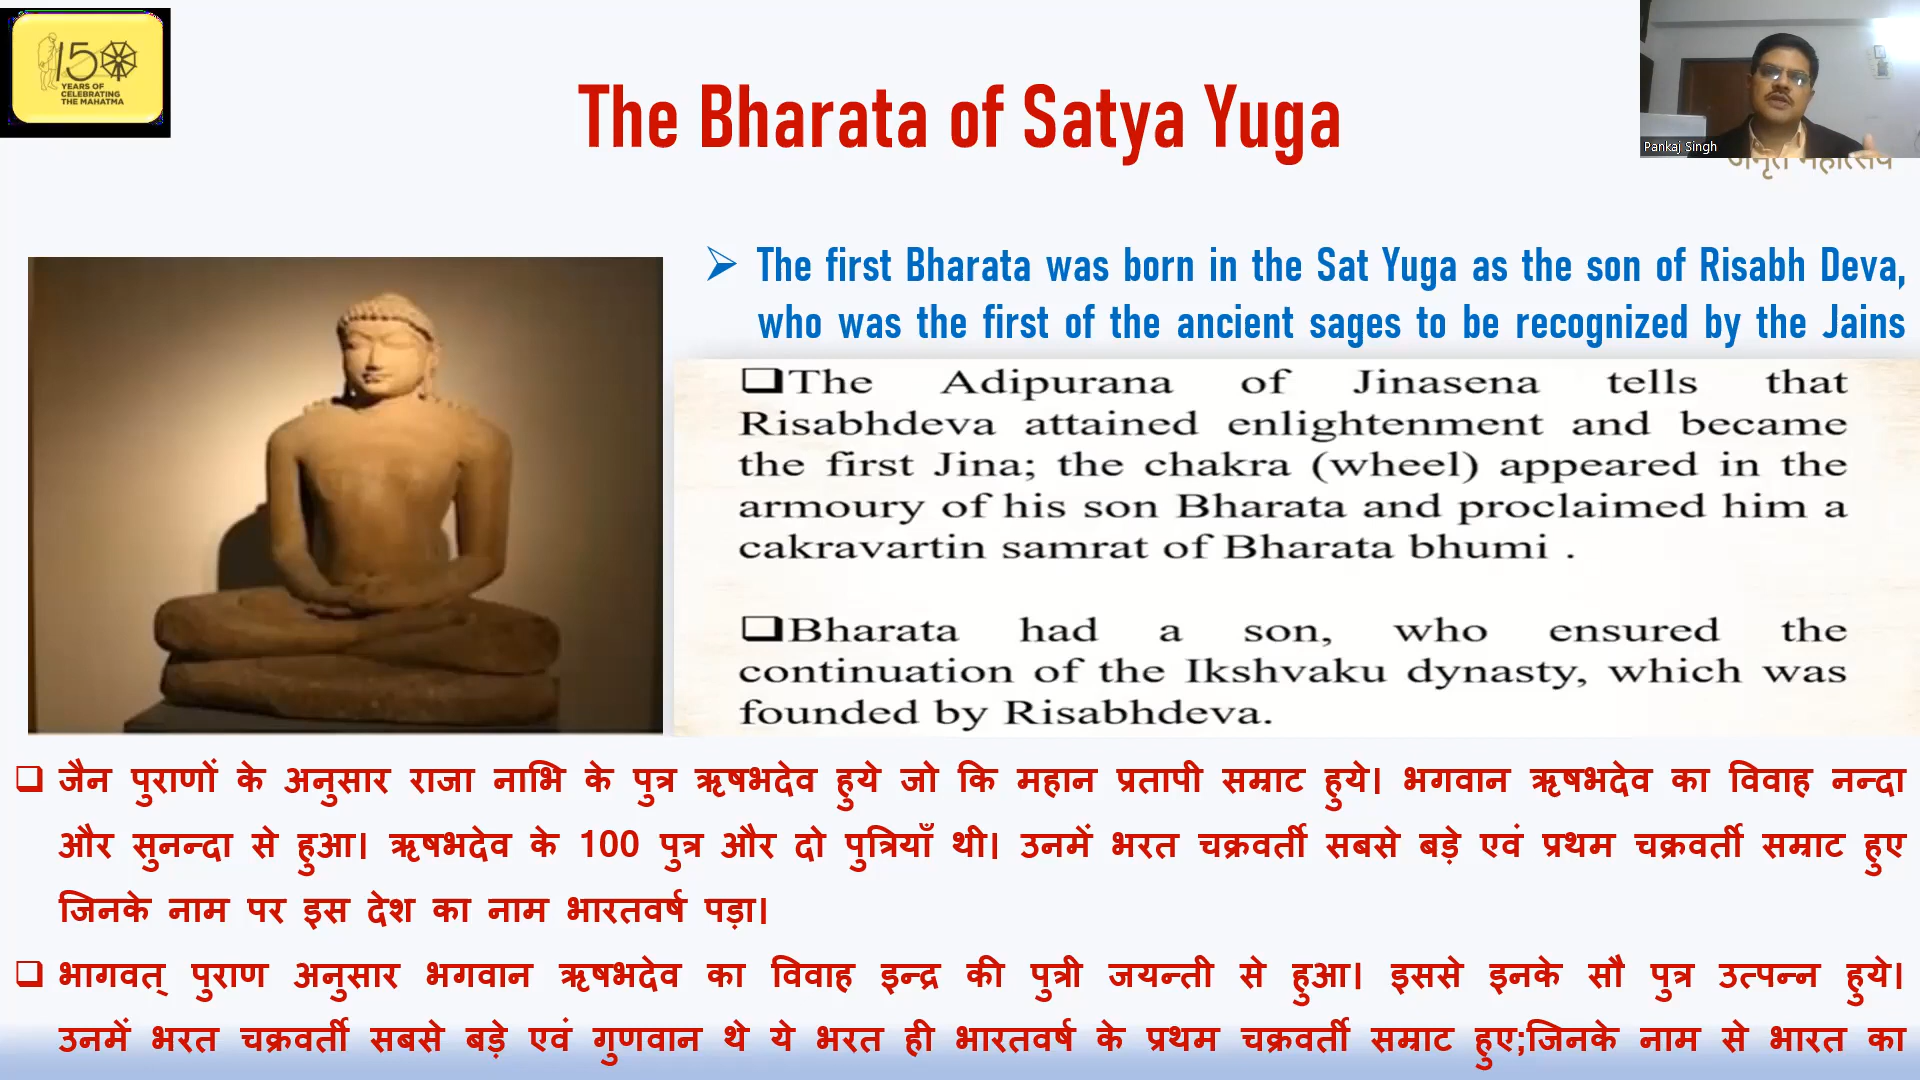 150
YEARS OF
CELEBRATING
THE MAHATMA
The Bharata of Satya Yuga
Pankaj Singh
अमृत महोत्सव
➢ The first Bharata was born in the Sat Yuga as the son of Risabh Deva,
who was the first of the ancient sages to be recognized by the Jains
❑The Adipurana of Jinasena tells that
Risabhdeva attained enlightenment and became
the first Jina; the chakra (wheel) appeared in the
armoury of his son Bharata and proclaimed him a
cakravartin samrat of Bharata bhumi .
❑Bharata had a son, who ensured the
continuation of the Ikshvaku dynasty, which was
founded by Risabhdeva.
❑ जैन पुराणों के अनुसार राजा नाभि के पुत्र ऋषभदेव हुये जो कि महान प्रतापी सम्राट हुये। भगवान ऋषभदेव का विवाह नन्दा
और सुनन्दा से हुआ। ऋषभदेव के 100 पुत्र और दो पुत्रियाँ थी। उनमें भरत चक्रवर्ती सबसे बड़े एवं प्रथम चक्रवर्ती सम्राट हुए
जिनके नाम पर इस देश का नाम भारतवर्ष पड़ा।
❑ भागवत् पुराण अनुसार भगवान ऋषभदेव का विवाह इन्द्र की पुत्री जयन्ती से हुआ। इससे इनके सौ पुत्र उत्पन्न हुये।
उनमें भरत चक्रवर्ती सबसे बड़े एवं गुणवान थे ये भरत ही भारतवर्ष के प्रथम चक्रवर्ती सम्राट हुए;जिनके नाम से भारत का